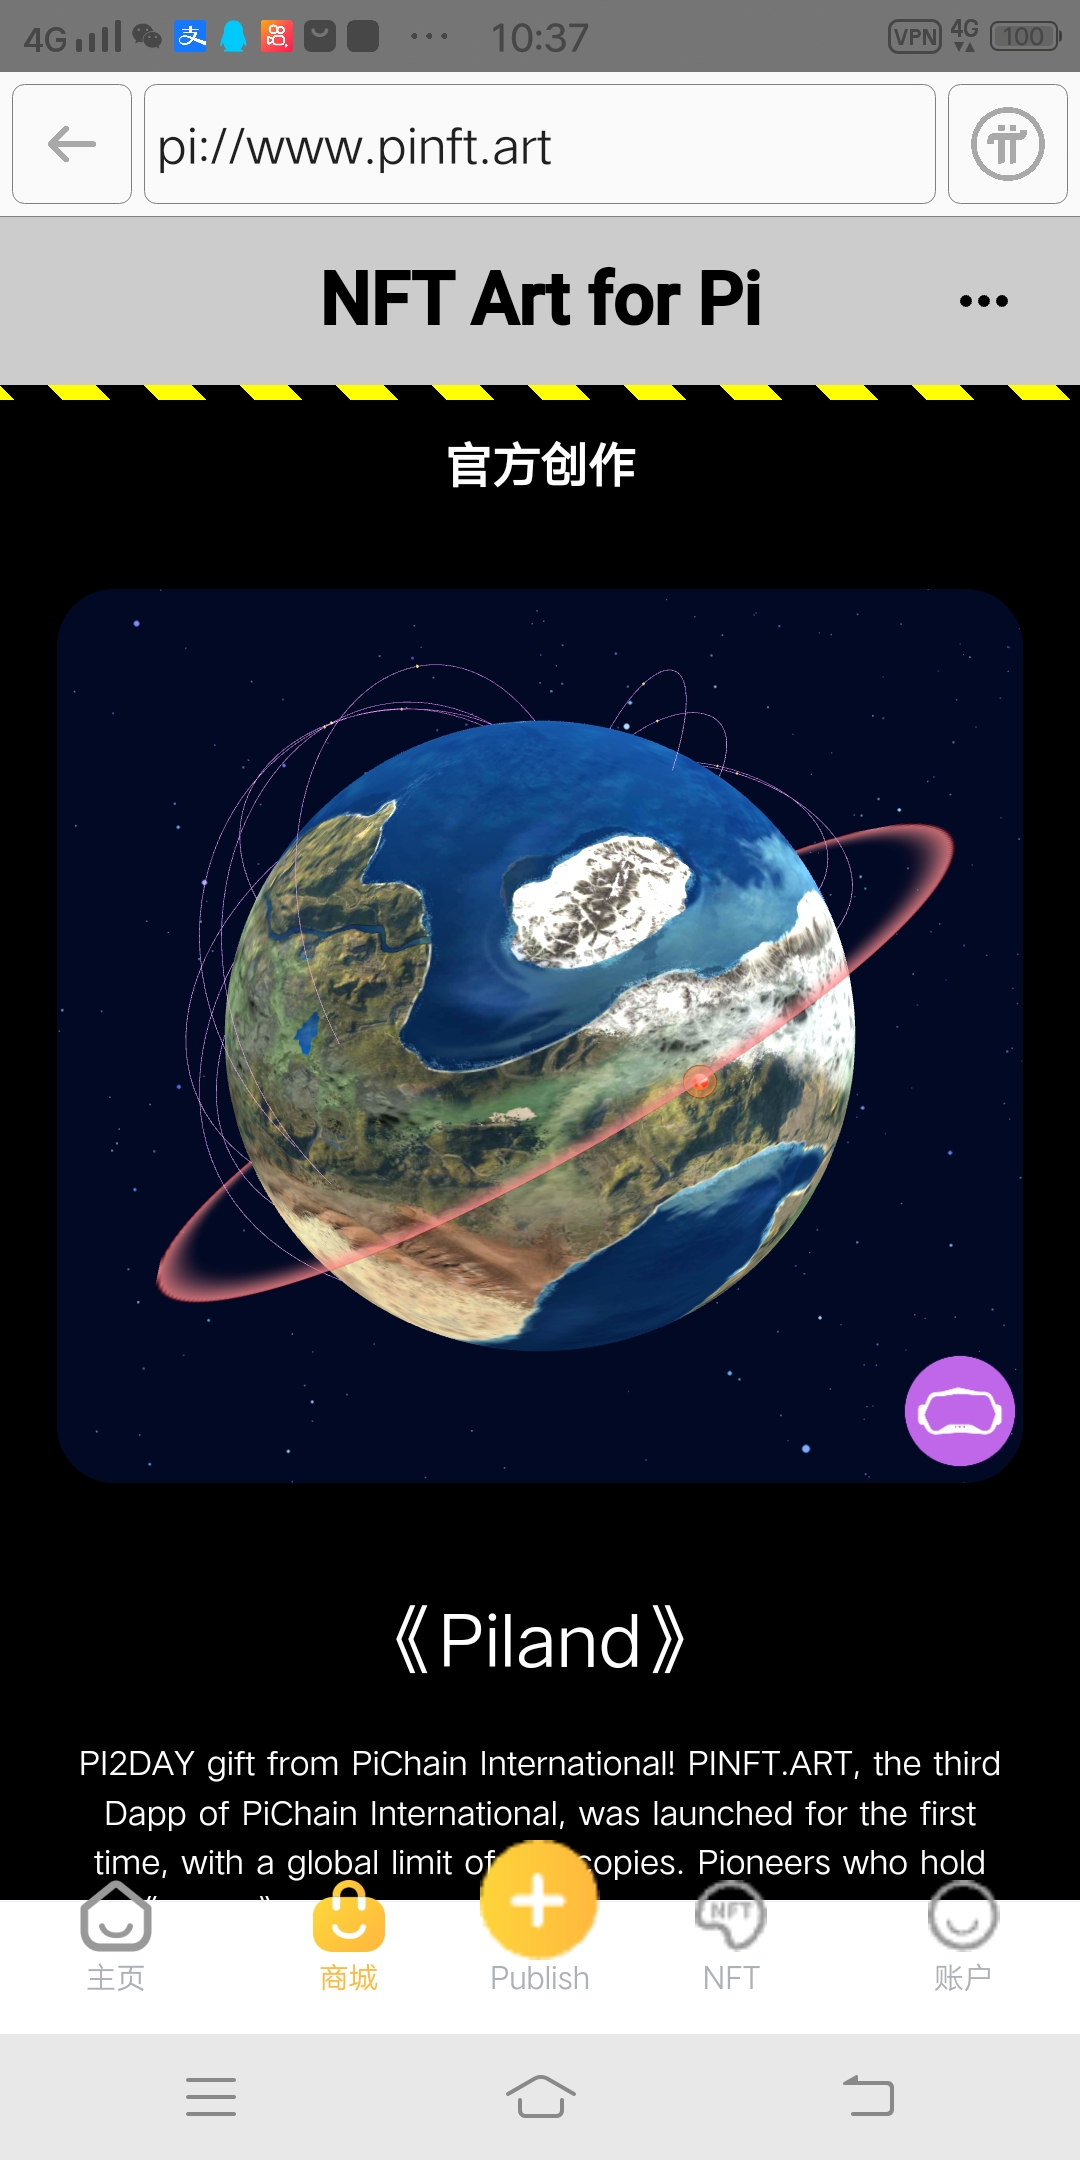 4G 支 ... 10:37 VPN 4G 100
pi://www.pinft.art
NFT Art for Pi
官方创作
《Piland》
PI2DAY gift from PiChain International! PINFT.ART, the third
Dapp of PiChain International, was launched for the first
time, with a global limit of copies. Pioneers who hold
主页 商城 Publish NFT NFT 账户